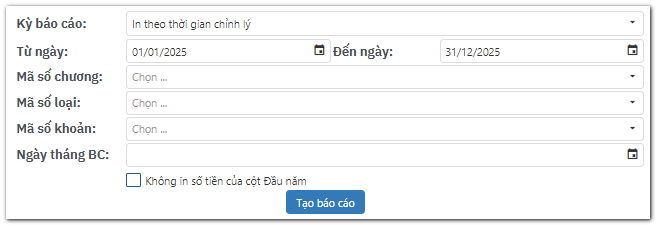 Kỳ báo cáo: In theo thời gian chỉnh lý
Từ ngày: 01/01/2025 Đến ngày: 31/12/2025
Mã số chương: Chọn ...
Mã số loại: Chọn ...
Mã số khoản: Chọn ...
Ngày tháng BC:
Không in số tiền của cột Đầu năm
Tạo báo cáo